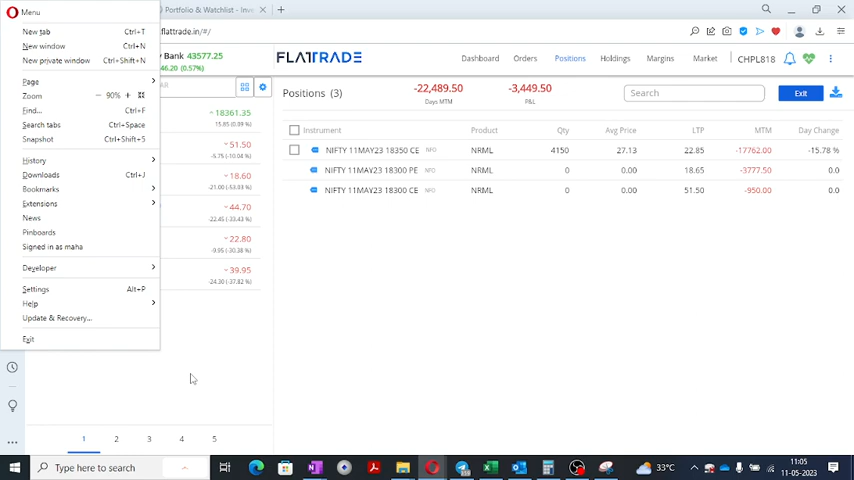 Menu
Portfolio & Watchlist - Inve
New tab Ctrl+T
flattrade.in/#/
New window Ctrl+N
New private window Ctrl+Shift+N
y Bank 43577.25
46.20 (0.57%)
FLATTRADE
Dashboard Orders Positions Holdings Margins Market CHPL818
Page
Zoom 90%
Find... Ctrl+F
Search tabs Ctrl+Space
Snapshot Ctrl+Shift+5
History
Downloads Ctrl+J
Bookmarks
Extensions
News
Pinboards
Signed in as maha
Developer
Settings Alt+P
Help
Update & Recovery...
Exit
AR
18361.35
15.85 (0.09 %)
51.50
-5.75 (-10.04 %)
18.60
-21.00 (-53.03 %)
44.70
-22.45 (-33.43 %)
22.80
-9.95 (-30.38 %)
39.95
-24.30 (-37.82 %)
1 2 3 4 5
Positions (3)
-22,489.50
Days MTM
-3,449.50
P&L
Search
Exit
Instrument Product Qty Avg Price LTP MTM Day Change
NIFTY 11MAY23 18350 CE NFO NRML 4150 27.13 22.85 -17762.00 -15.78 %
NIFTY 11MAY23 18300 PE NFO NRML 0 0.00 18.65 -3777.50 0.0
NIFTY 11MAY23 18300 CE NFO NRML 0 0.00 51.50 -950.00 0.0
Type here to search
33°C
11:05
11-05-2023